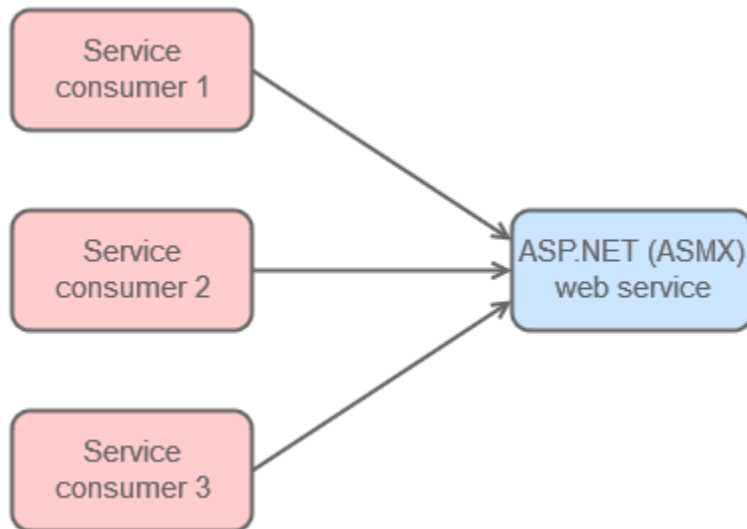 Service
consumer 1
Service
consumer 2
ASP.NET (ASMX)
web service
Service
consumer 3